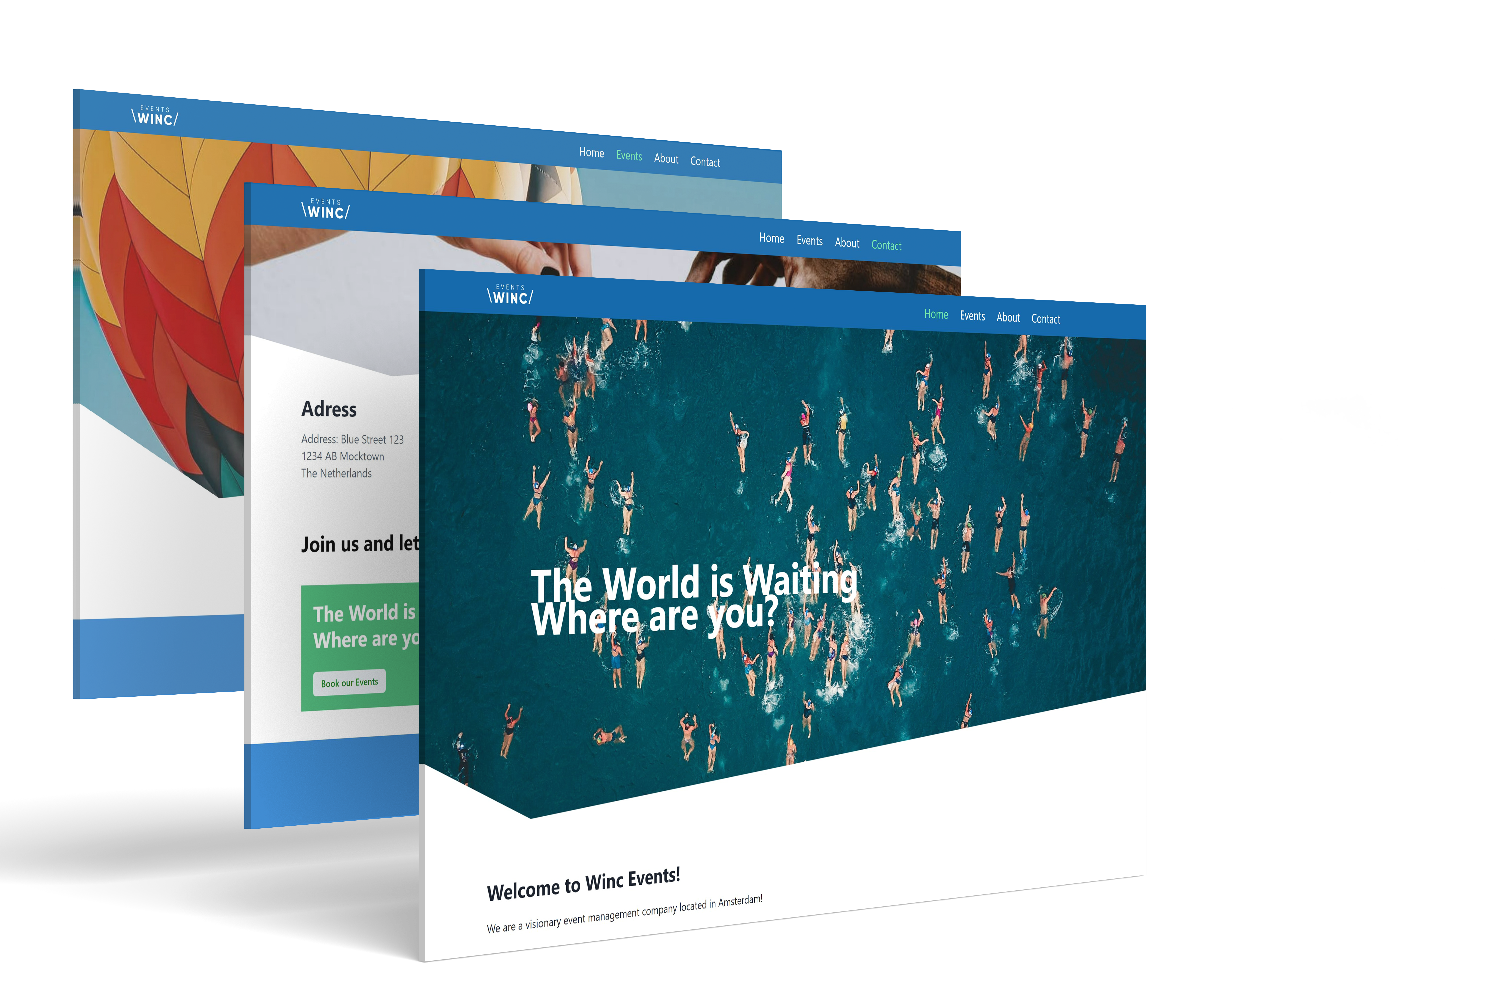 EVENTS
\WINC/
Home Events About Contact
EVENTS
\WINC/
Home Events About Contact
Adress
Address: Blue Street 123
1234 AB Mocktown
The Netherlands
Join us and let
The World is
Where are yo
Book our Events
EVENTS
\WINC/
Home Events About Contact
The World is Waiting
Where are you?
Welcome to Winc Events!
We are a visionary event management company located in Amsterdam!